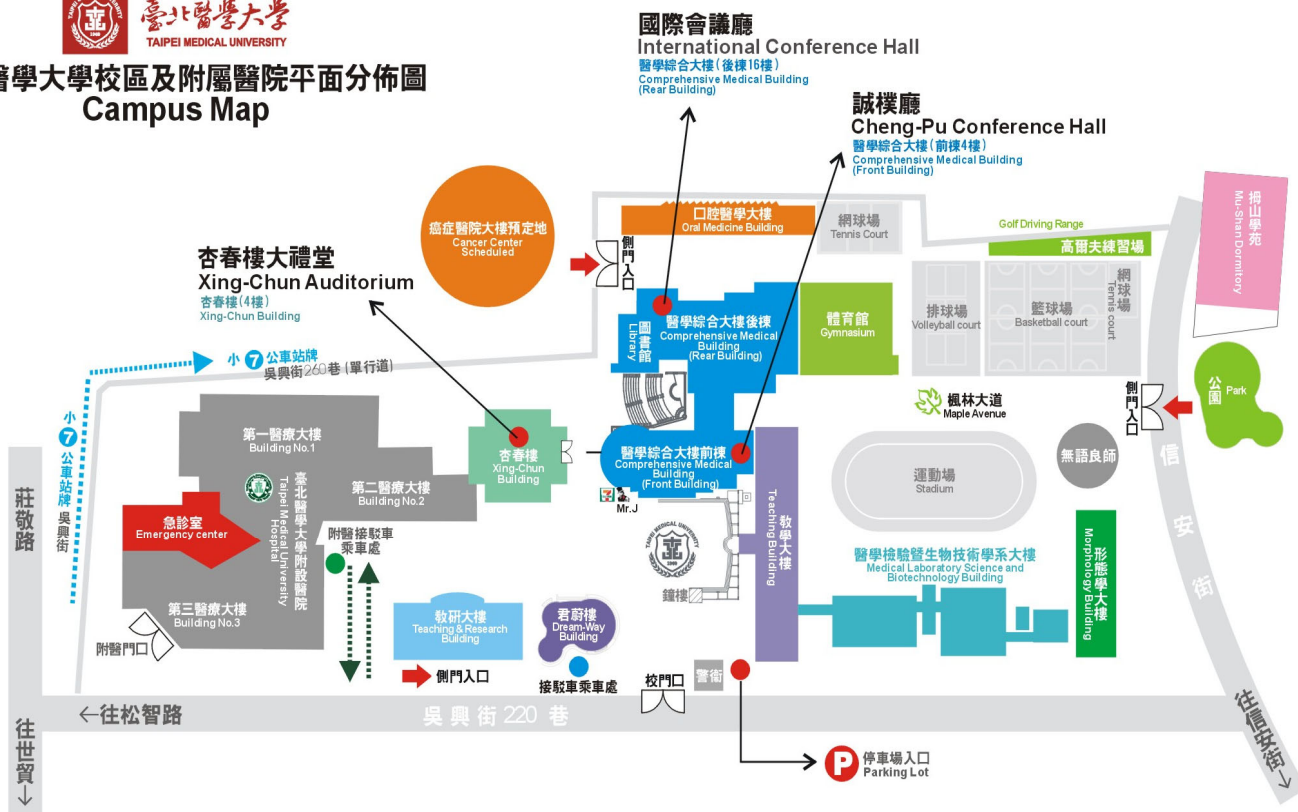 臺北醫學大學
TAIPEI MEDICAL UNIVERSITY
醫學大學校區及附屬醫院平面分佈圖
Campus Map
國際會議廳
International Conference Hall
醫學綜合大樓(後棟16樓)
Comprehensive Medical Building
(Rear Building)
誠樸廳
Cheng-Pu Conference Hall
醫學綜合大樓(前棟4樓)
Comprehensive Medical Building
(Front Building)
杏春樓大禮堂
Xing-Chun Auditorium
杏春樓(4樓)
Xing-Chun Building
癌症醫院大樓預定地
Cancer Center
Scheduled
側門入口
口腔醫學大樓
Oral Medicine Building
網球場
Tennis Court
Golf Driving Range
高爾夫練習場
拇山學苑
Mu-Shan Dormitory
圖書館
Library
醫學綜合大樓後棟
Comprehensive Medical
Building
(Rear Building)
體育館
Gymnasium
排球場
Volleyball court
籃球場
Basketball court
網球場
Tennis court
小7公車站牌
吳興街260巷(單行道)
小7公車站牌 吳興街
公園
Park
側門入口
楓林大道
Maple Avenue
第一醫療大樓
Building No.1
第二醫療大樓
Building No.2
臺北醫學大學附設醫院
Taipei Medical University
Hospital
急診室
Emergency center
第三醫療大樓
Building No.3
附醫門口
附醫接駁車
乘車處
杏春樓
Xing-Chun
Building
醫學綜合大樓前棟
Comprehensive Medical
Building
(Front Building)
7
Mr.J
TAIPEI MEDICAL UNIVERSITY
1960
鐘樓
教學大樓
Teaching Building
運動場
Stadium
無語良師
醫學檢驗暨生物技術學系大樓
Medical Laboratory Science and
Biotechnology Building
形態學大樓
Morphology Building
教研大樓
Teaching & Research
Building
側門入口
君蔚樓
Dream-Way
Building
接駁車乘車處
校門口
警衛
莊敬路
往世貿→
←往松智路
吳興街220巷
信安街
往信安街→
P
停車場入口
Parking Lot